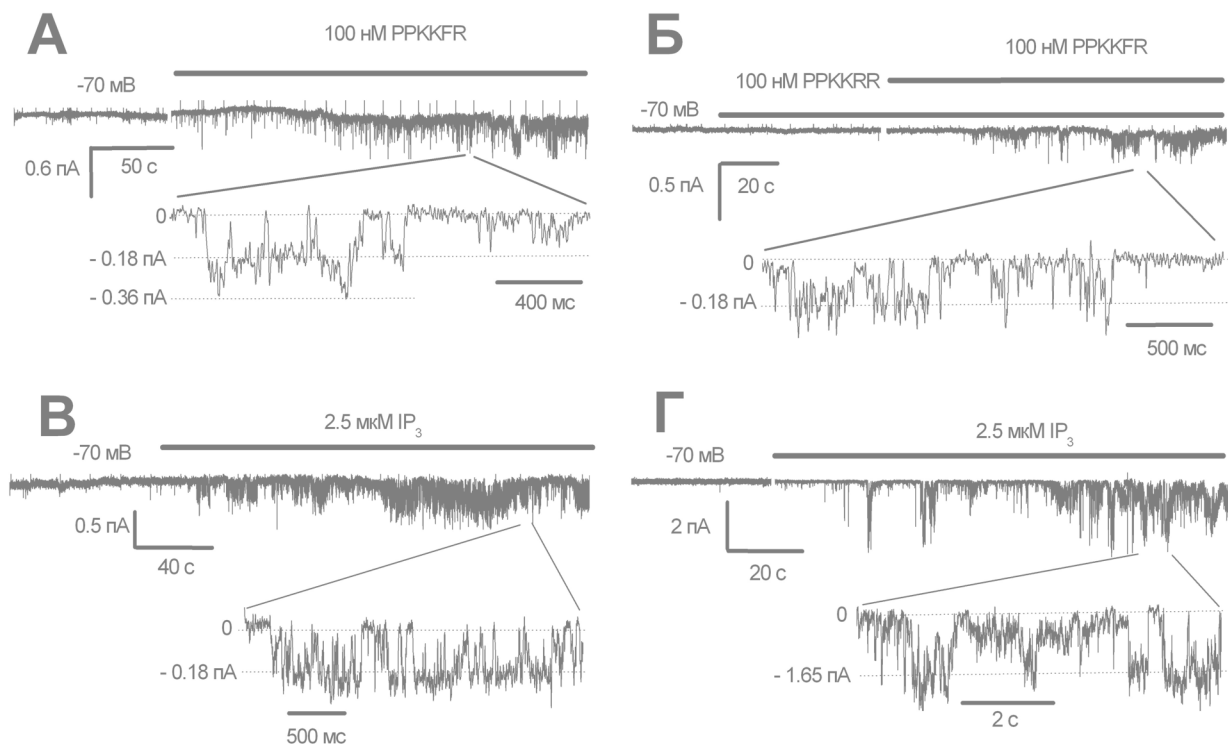 А
100 нМ PPKKFR
-70 мВ
0.6 пА
50 с
0
- 0.18 пА
- 0.36 пА
400 мс
Б
100 нМ PPKKFR
100 нМ PPKKRR
-70 мВ
0.5 пА
20 с
0
- 0.18 пА
500 мс
В
2.5 мкМ IP₃
-70 мВ
0.5 пА
40 с
0
- 0.18 пА
500 мс
Г
2.5 мкМ IP₃
-70 мВ
2 пА
20 с
0
- 1.65 пА
2 с